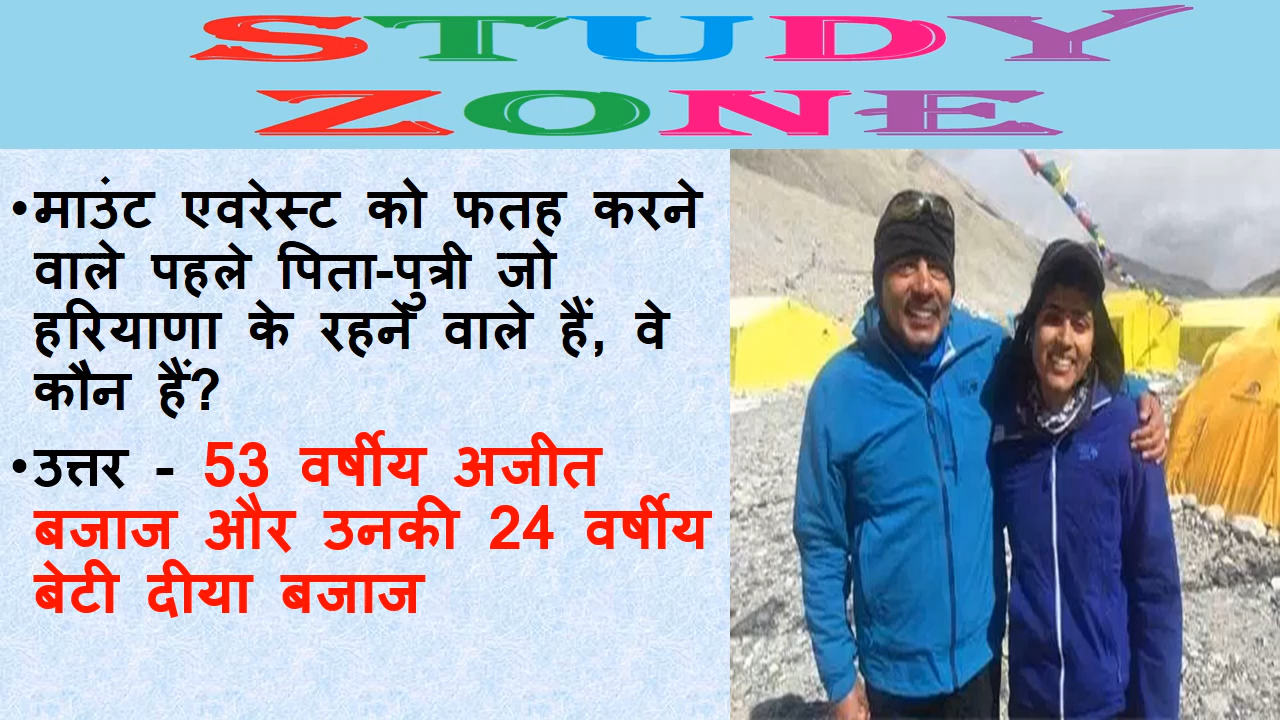 STUDY
ZONE
•माउंट एवरेस्ट को फतह करने
वाले पहले पिता-पुत्री जो
हरियाणा के रहने वाले हैं, वे
कौन हैं?
•उत्तर - 53 वर्षीय अजीत
बजाज और उनकी 24 वर्षीय
बेटी दीया बजाज